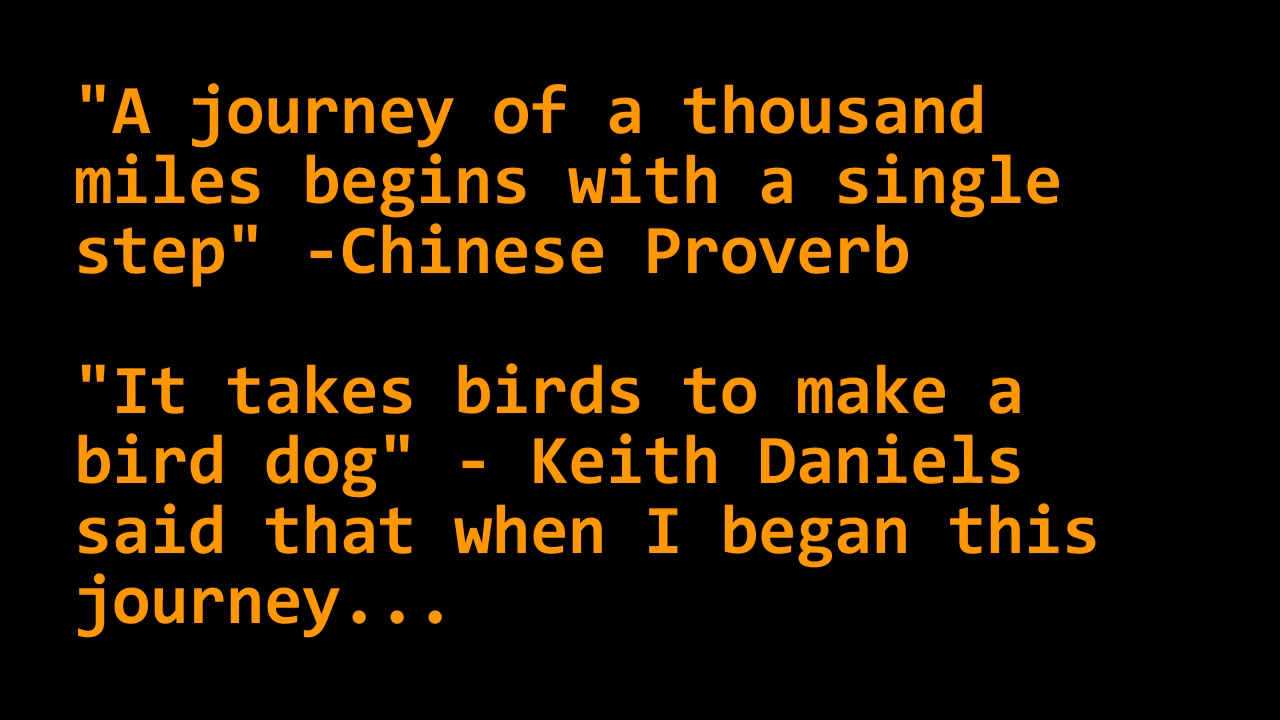 "A journey of a thousand
miles begins with a single
step" -Chinese Proverb
"It takes birds to make a
bird dog" - Keith Daniels
said that when I began this
journey...